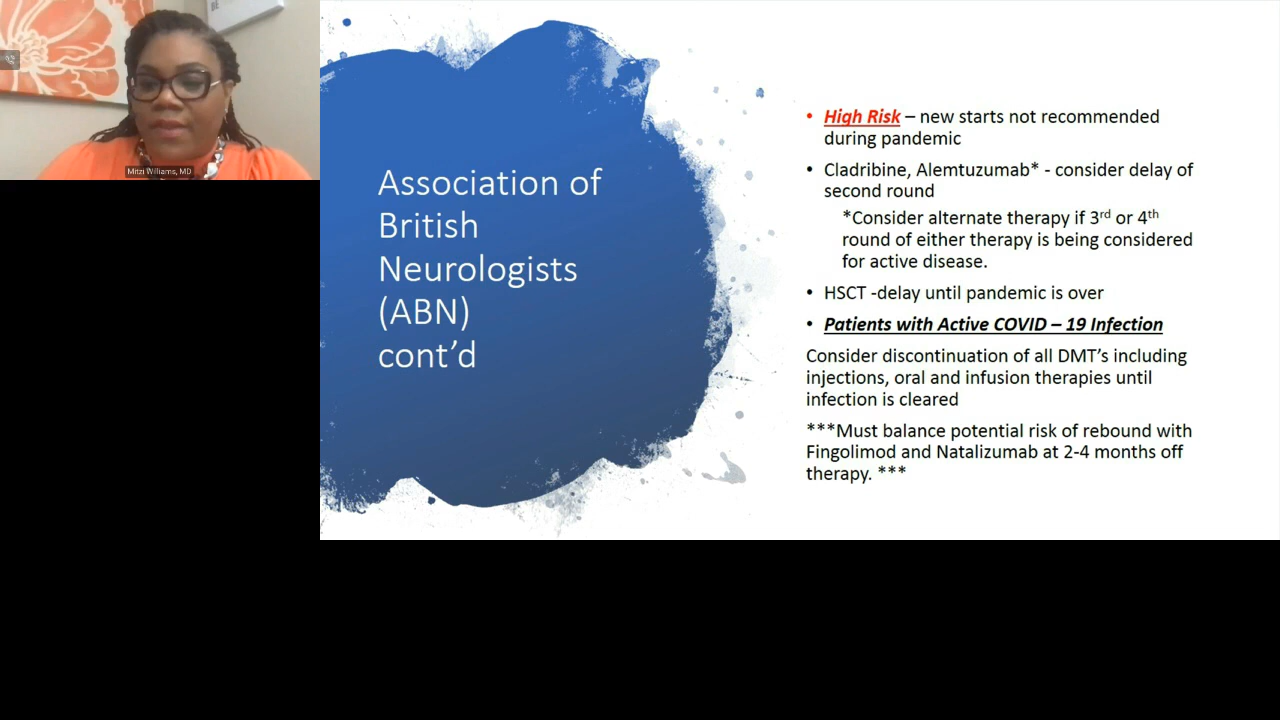 BE
Mitzi Williams, MD
Association of
British
Neurologists
(ABN)
cont’d
• High Risk – new starts not recommended
during pandemic
• Cladribine, Alemtuzumab* - consider delay of
second round
*Consider alternate therapy if 3rd or 4th
round of either therapy is being considered
for active disease.
• HSCT -delay until pandemic is over
• Patients with Active COVID – 19 Infection
Consider discontinuation of all DMT’s including
injections, oral and infusion therapies until
infection is cleared
***Must balance potential risk of rebound with
Fingolimod and Natalizumab at 2-4 months off
therapy. ***